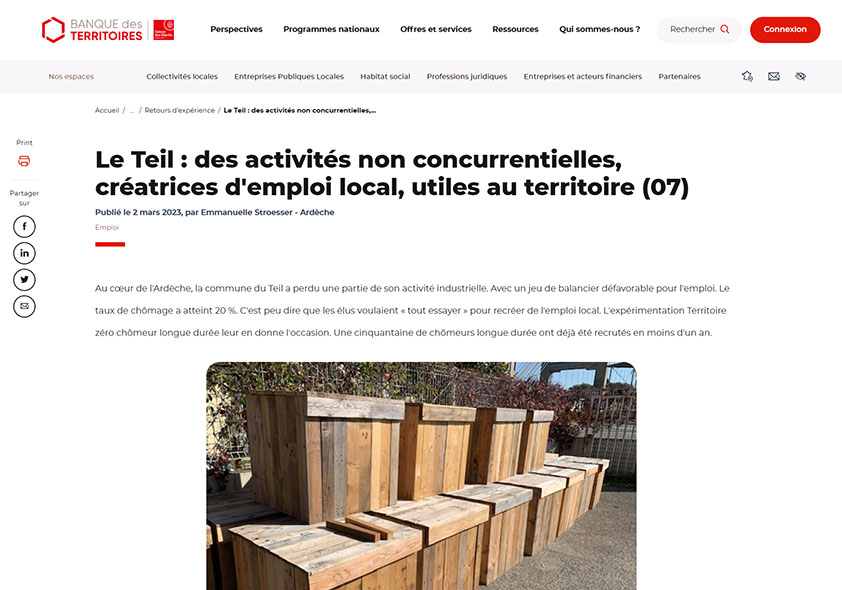 BANQUE des
TERRITOIRES
Perspectives
Programmes nationaux
Offres et services
Ressources
Qui sommes-nous ?
Rechercher
Connexion
Nos espaces
Collectivités locales
Entreprises Publiques Locales
Habitat social
Professions juridiques
Entreprises et acteurs financiers
Partenaires
Accueil / ... / Retours d'expérience / Le Teil : des activités non concurrentielles,...
Print
Partager
sur
Le Teil : des activités non concurrentielles,
créatrices d'emploi local, utiles au territoire (07)
Publié le 2 mars 2023, par Emmanuelle Stroesser - Ardèche
Emploi
Au cœur de l'Ardèche, la commune du Teil a perdu une partie de son activité industrielle. Avec un jeu de balancier défavorable pour l'emploi. Le
taux de chômage a atteint 20 %. C'est peu dire que les élus voulaient « tout essayer » pour recréer de l'emploi local. L'expérimentation Territoire
zéro chômeur longue durée leur en donne l'occasion. Une cinquantaine de chômeurs longue durée ont déjà été recrutés en moins d'un an.